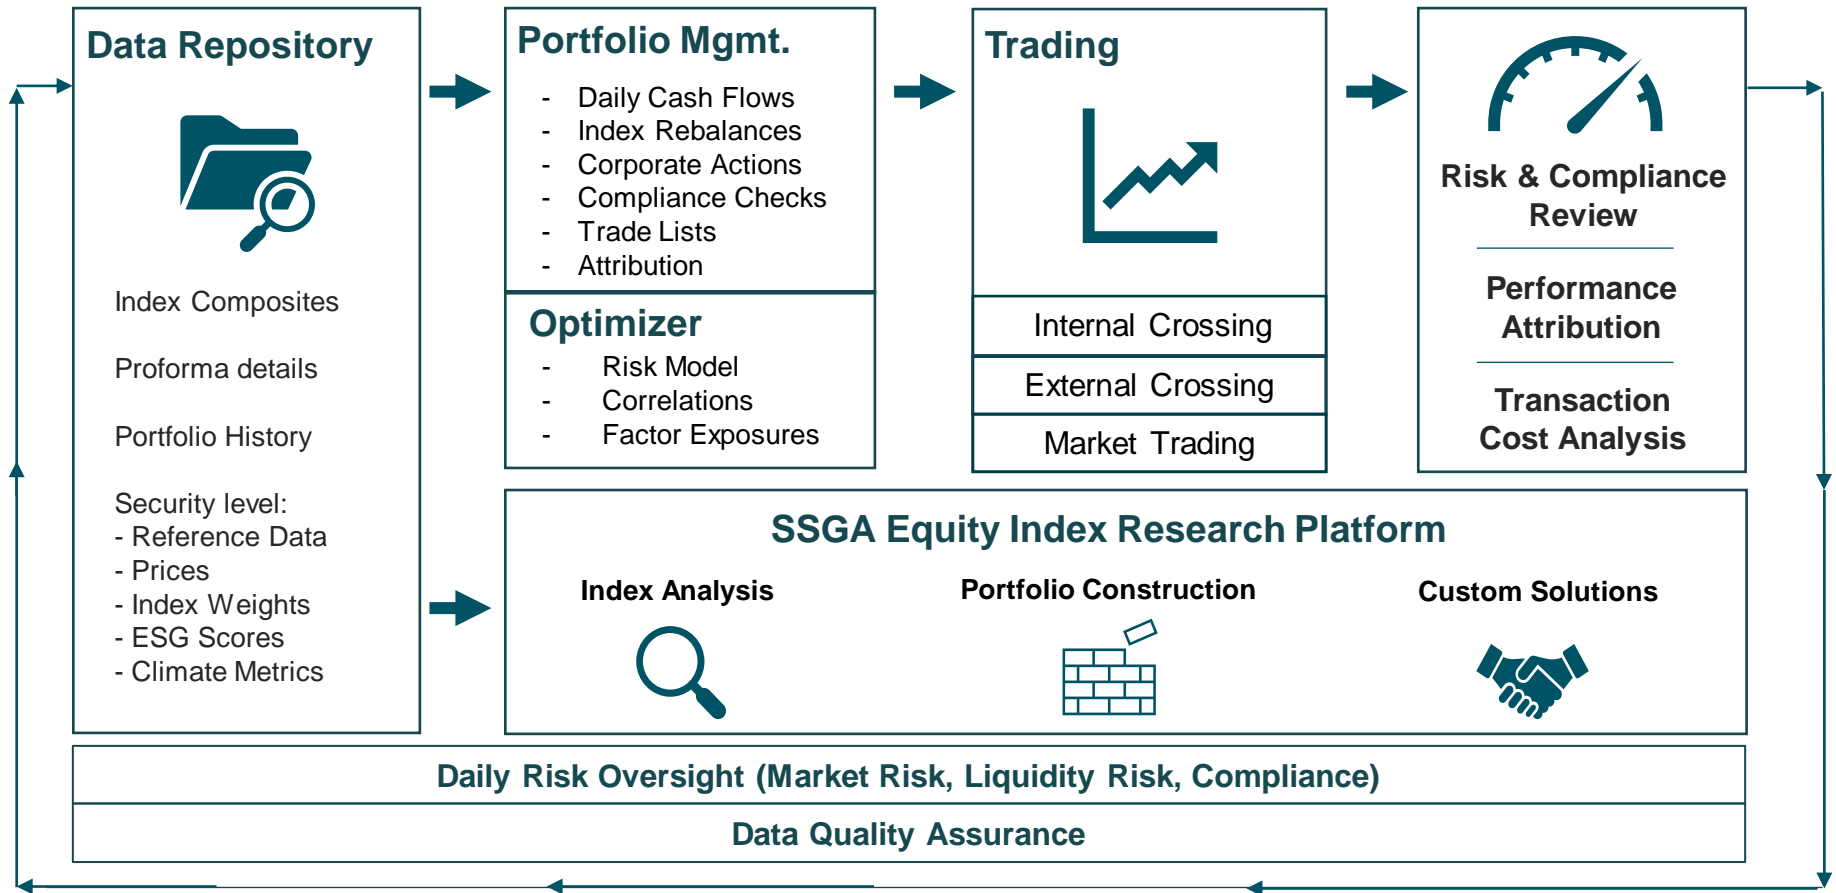 Data Repository
Index Composites
Proforma details
Portfolio History
Security level:
- Reference Data
- Prices
- Index Weights
- ESG Scores
- Climate Metrics
Portfolio Mgmt.
- Daily Cash Flows
- Index Rebalances
- Corporate Actions
- Compliance Checks
- Trade Lists
- Attribution
Optimizer
- Risk Model
- Correlations
- Factor Exposures
Trading
Internal Crossing
External Crossing
Market Trading
Risk & Compliance
Review
Performance
Attribution
Transaction
Cost Analysis
SSGA Equity Index Research Platform
Index Analysis
Portfolio Construction
Custom Solutions
Daily Risk Oversight (Market Risk, Liquidity Risk, Compliance)
Data Quality Assurance